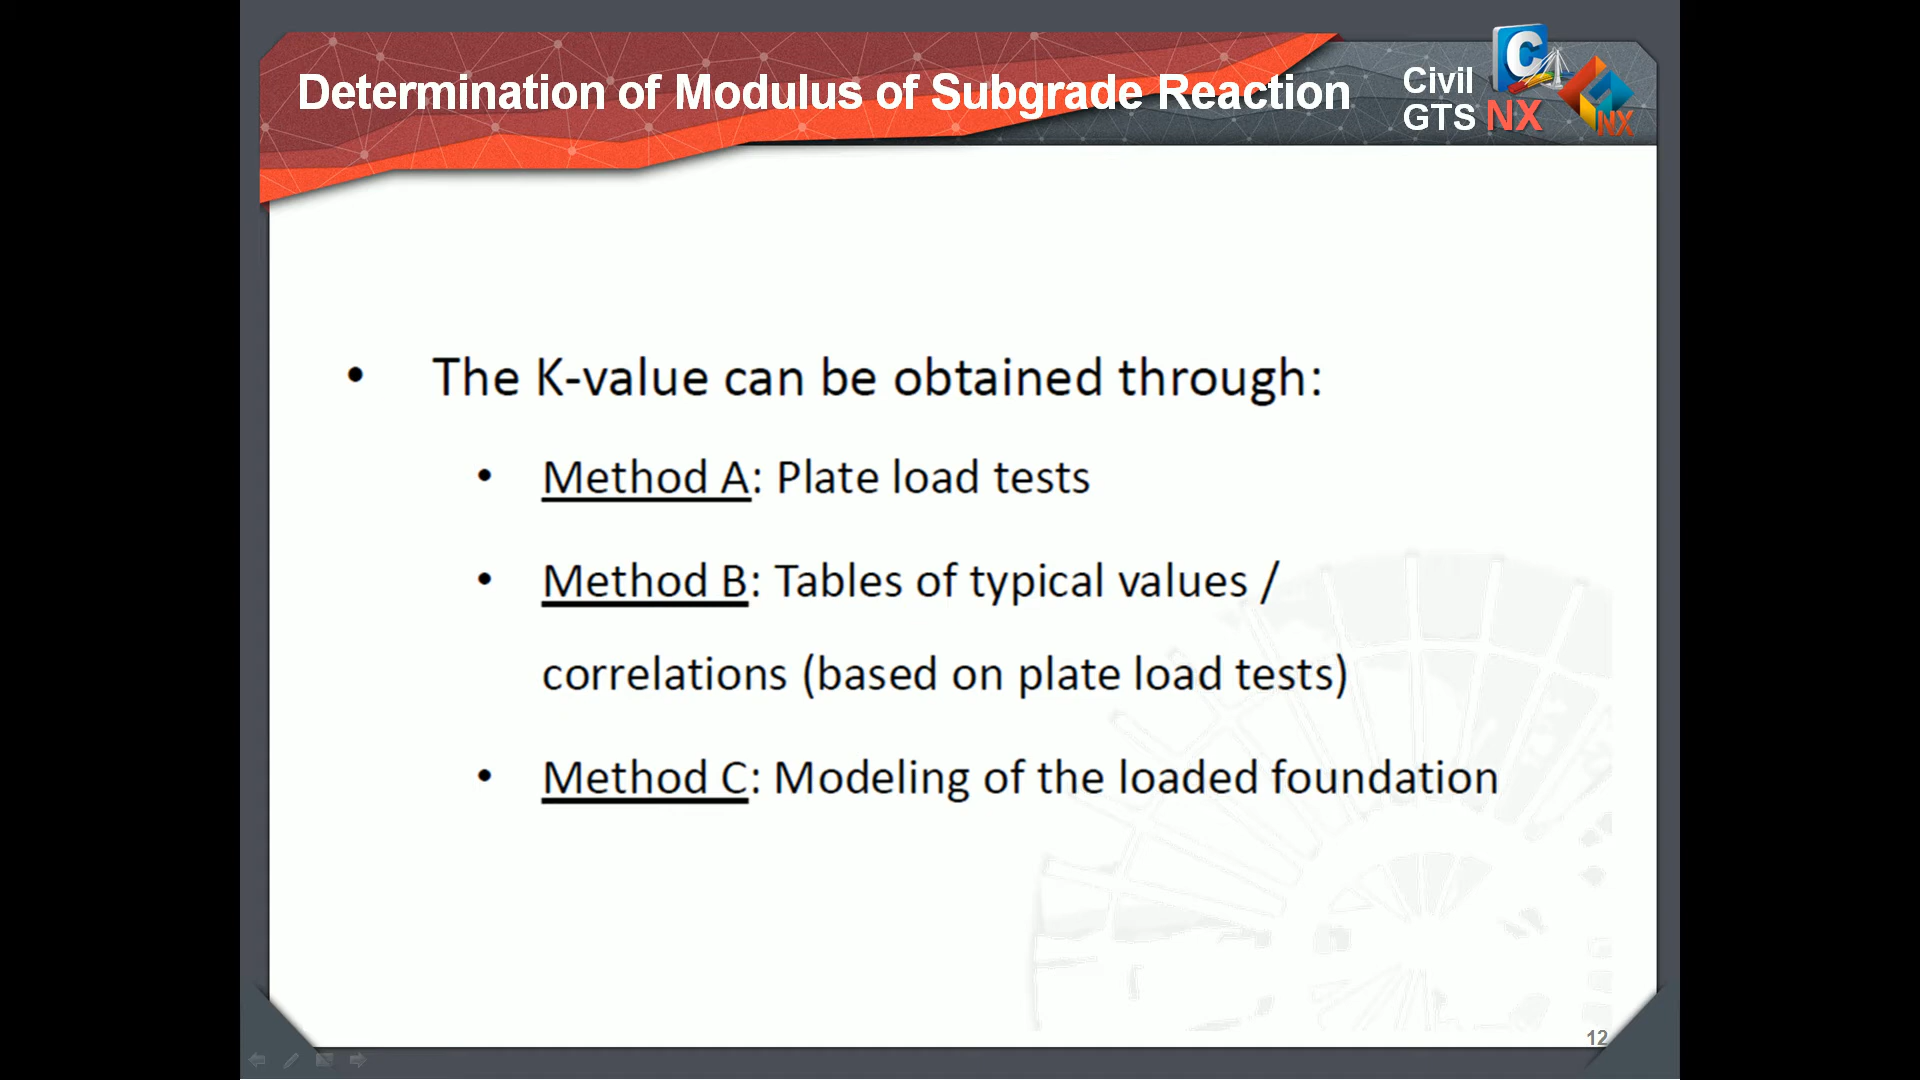 Determination of Modulus of Subgrade Reaction
Civil
GTS NX
C
NX
• The K-value can be obtained through:
• Method A: Plate load tests
• Method B: Tables of typical values /
correlations (based on plate load tests)
• Method C: Modeling of the loaded foundation
12